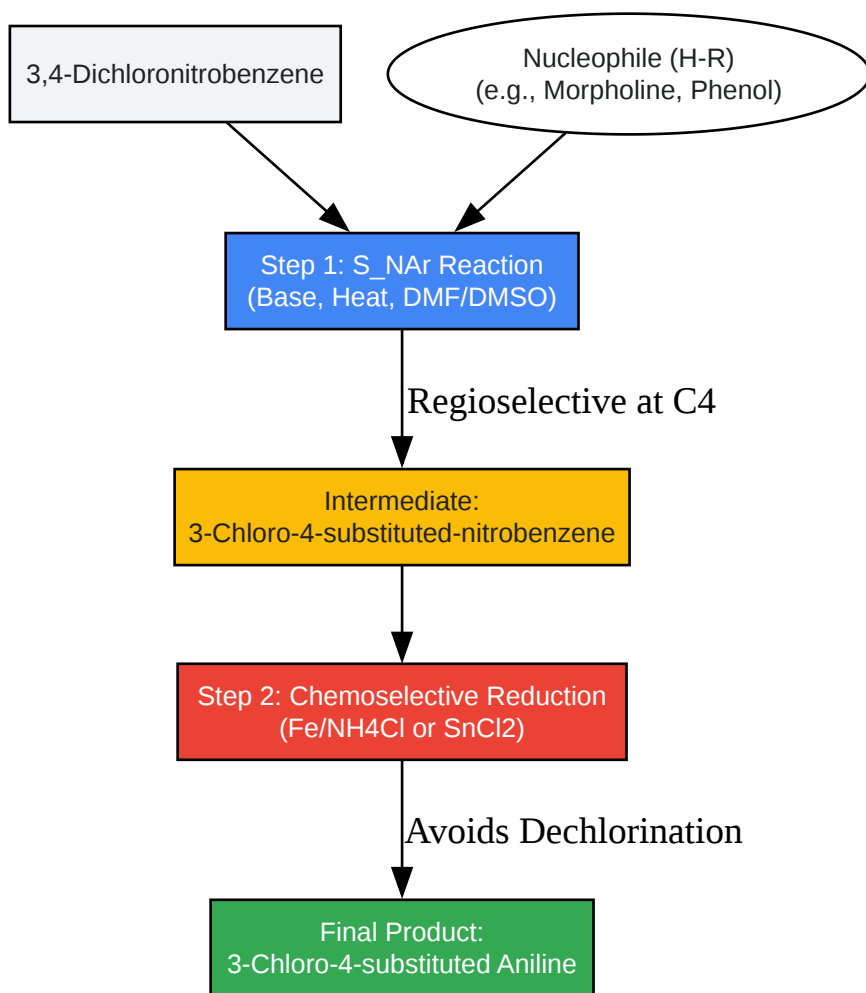 3,4-Dichloronitrobenzene
Nucleophile (H-R)
(e.g., Morpholine, Phenol)
Step 1: S_NAr Reaction
(Base, Heat, DMF/DMSO)
Regioselective at C4
Intermediate:
3-Chloro-4-substituted-nitrobenzene
Step 2: Chemoselective Reduction
(Fe/NH4Cl or SnCl2)
Avoids Dechlorination
Final Product:
3-Chloro-4-substituted Aniline